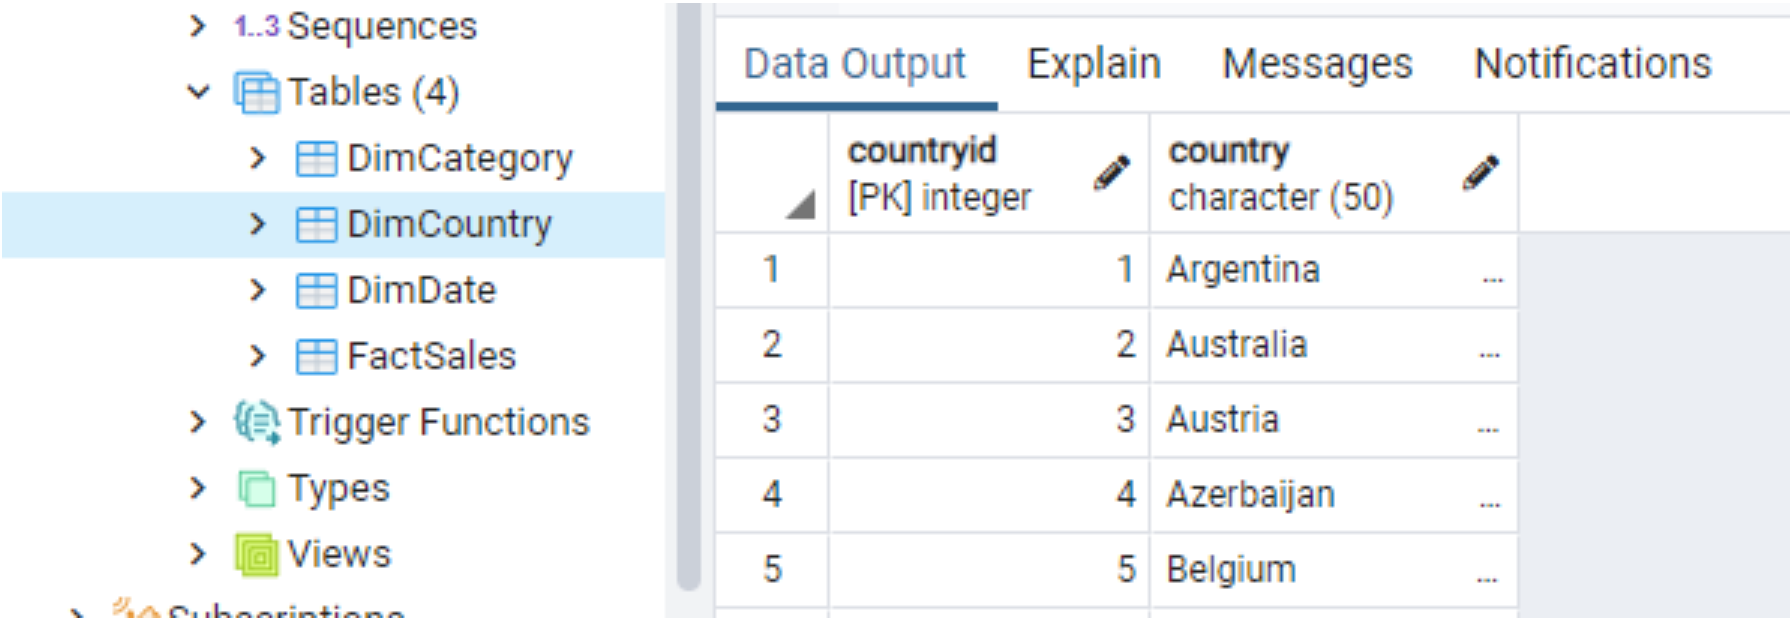 1..3 Sequences
Tables (4)
DimCategory
DimCountry
DimDate
FactSales
Trigger Functions
Types
Views
Subscriptions
Data Output Explain Messages Notifications
countryid country
[PK] integer character (50)
1 1 Argentina ...
2 2 Australia ...
3 3 Austria ...
4 4 Azerbaijan ...
5 5 Belgium ...